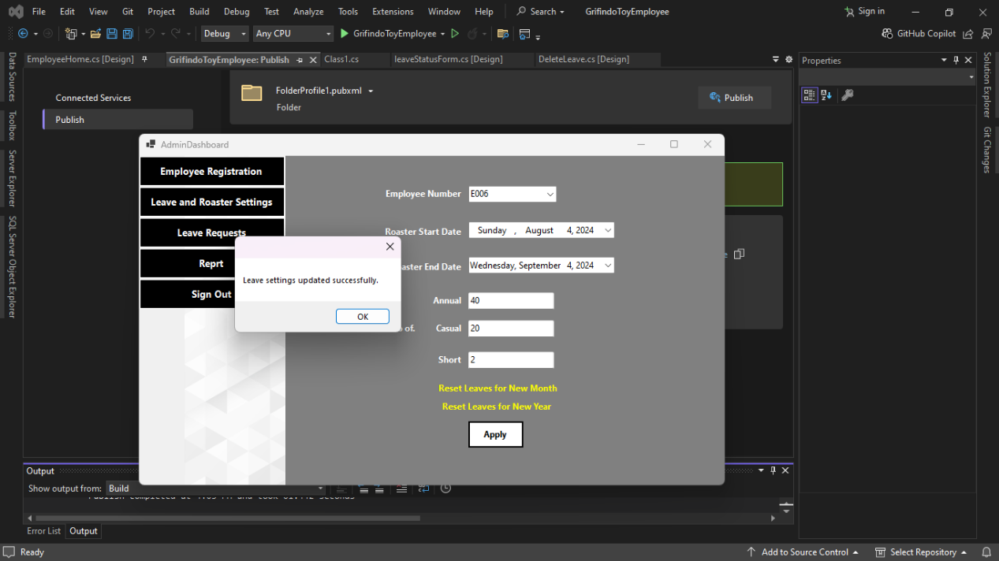 File Edit View Git Project Build Debug Test Analyze Tools Extensions Window Help Search GrifindoToyEmployee Sign in
Debug Any CPU GrifindoToyEmployee GitHub Copilot
EmployeeHome.cs [Design] GrifindoToyEmployee: Publish Class1.cs leaveStatusForm.cs [Design] DeleteLeave.cs [Design] Properties
Data Sources
Toolbox
Server Explorer
SQL Server Object Explorer
Solution Explorer
Git Changes
Connected Services
Publish
FolderProfile1.pubxml
Folder
Publish
AdminDashboard
Employee Registration
Leave and Roaster Settings
Leave Requests
Reprt
Sign Out
Employee Number E006
Roaster Start Date Sunday , August 4, 2024
aster End Date Wednesday, September 4, 2024
Annual 40
of. Casual 20
Short 2
Reset Leaves for New Month
Reset Leaves for New Year
Apply
Leave settings updated successfully.
OK
Output
Show output from: Build
Error List Output
Ready Add to Source Control Select Repository